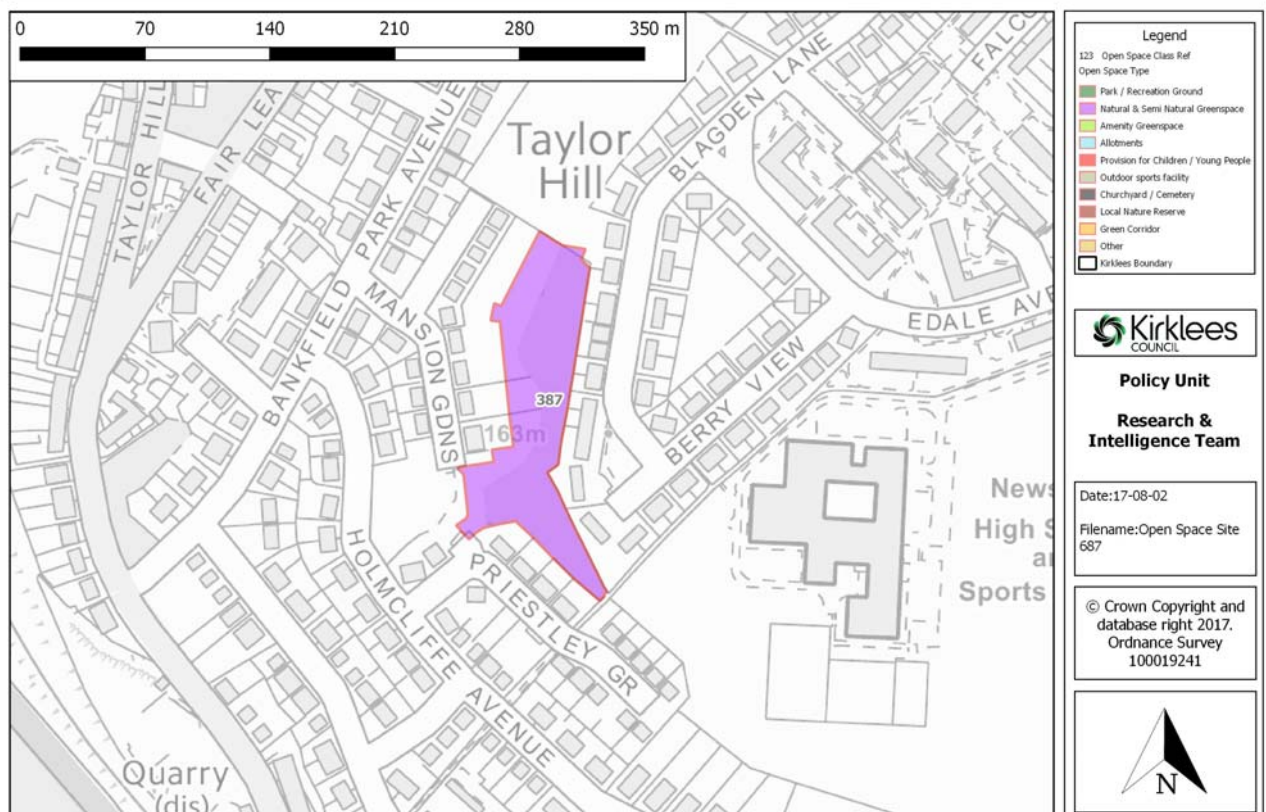 0 70 140 210 280 350 m
TAYLOR HILL
FAIR LEA
BANKFIELD PARK AVENUE
Taylor
Hill
BLAGDEN LANE
FALCO
MANSION GDNS
387
163m
EDALE AVE
BERRY VIEW
HOLMCLIFFE AVENUE
PRIESTLEY GR
News
High S
an
Sports
Quarry
(dis)
Legend
123 Open Space Class Ref
Open Space Type
Park / Recreation Ground
Natural & Semi Natural Greenspace
Amenity Greenspace
Allotments
Provision for Children / Young People
Outdoor sports facility
Churchyard / Cemetery
Local Nature Reserve
Green Corridor
Other
Kirklees Boundary
Kirklees
COUNCIL
Policy Unit
Research &
Intelligence Team
Date:17-08-02
Filename:Open Space Site
687
© Crown Copyright and
database right 2017.
Ordnance Survey
100019241
N